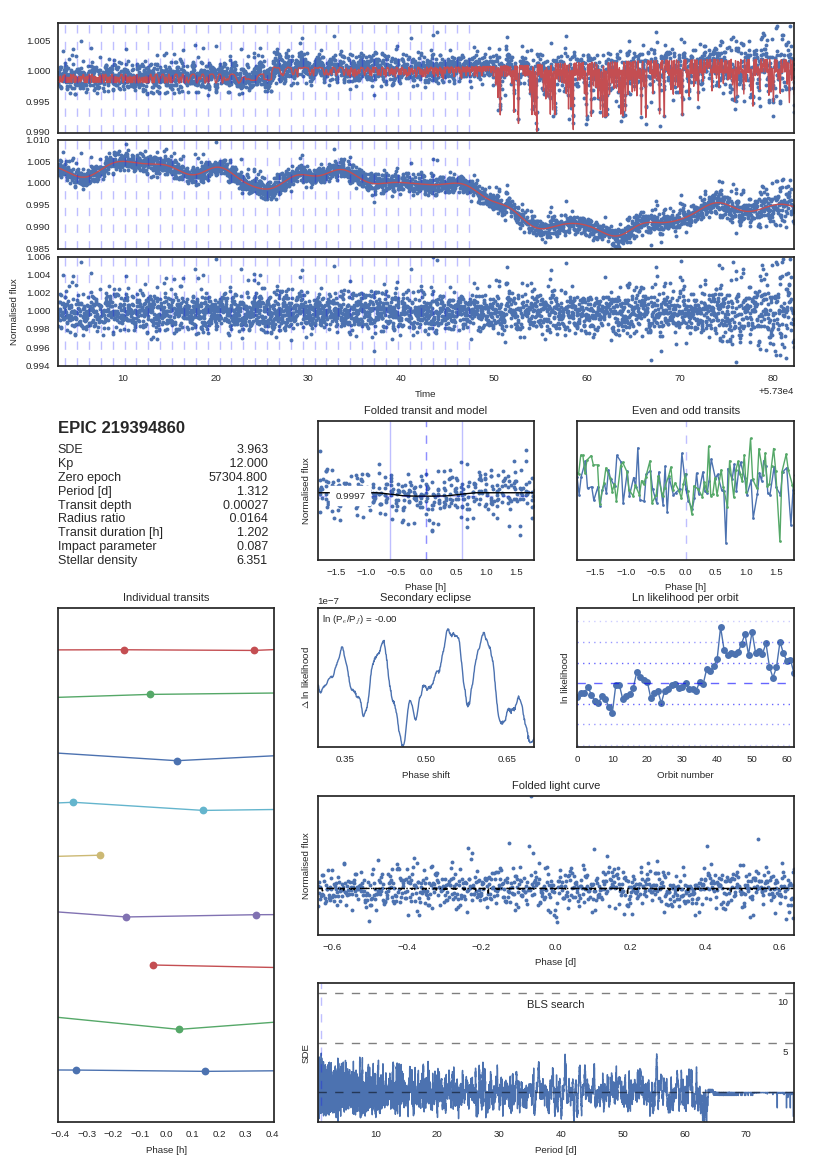 1.005
1.000
0.995
0.990
1.010
1.005
1.000
0.995
0.990
0.985
1.006
1.004
1.002
1.000
0.998
0.996
0.994
Normalised flux
10 20 30 40 50 60 70 80
Time
+5.73e4
EPIC 219394860
SDE 3.963
Kp 12.000
Zero epoch 57304.800
Period [d] 1.312
Transit depth 0.00027
Radius ratio 0.0164
Transit duration [h] 1.202
Impact parameter 0.087
Stellar density 6.351
Folded transit and model
Normalised flux
0.9997
−1.5 −1.0 −0.5 0.0 0.5 1.0 1.5
Phase [h]
Even and odd transits
−1.5 −1.0 −0.5 0.0 0.5 1.0 1.5
Phase [h]
Individual transits
−0.4 −0.3 −0.2 −0.1 0.0 0.1 0.2 0.3 0.4
Phase [h]
Secondary eclipse
1e−7
Δ ln likelihood
0.35 0.50 0.65
Phase shift
Ln likelihood per orbit
ln likelihood
0 10 20 30 40 50 60
Orbit number
Folded light curve
Normalised flux
−0.6 −0.4 −0.2 0.0 0.2 0.4 0.6
Phase [d]
BLS search
10
5
SDE
10 20 30 40 50 60 70
Period [d]